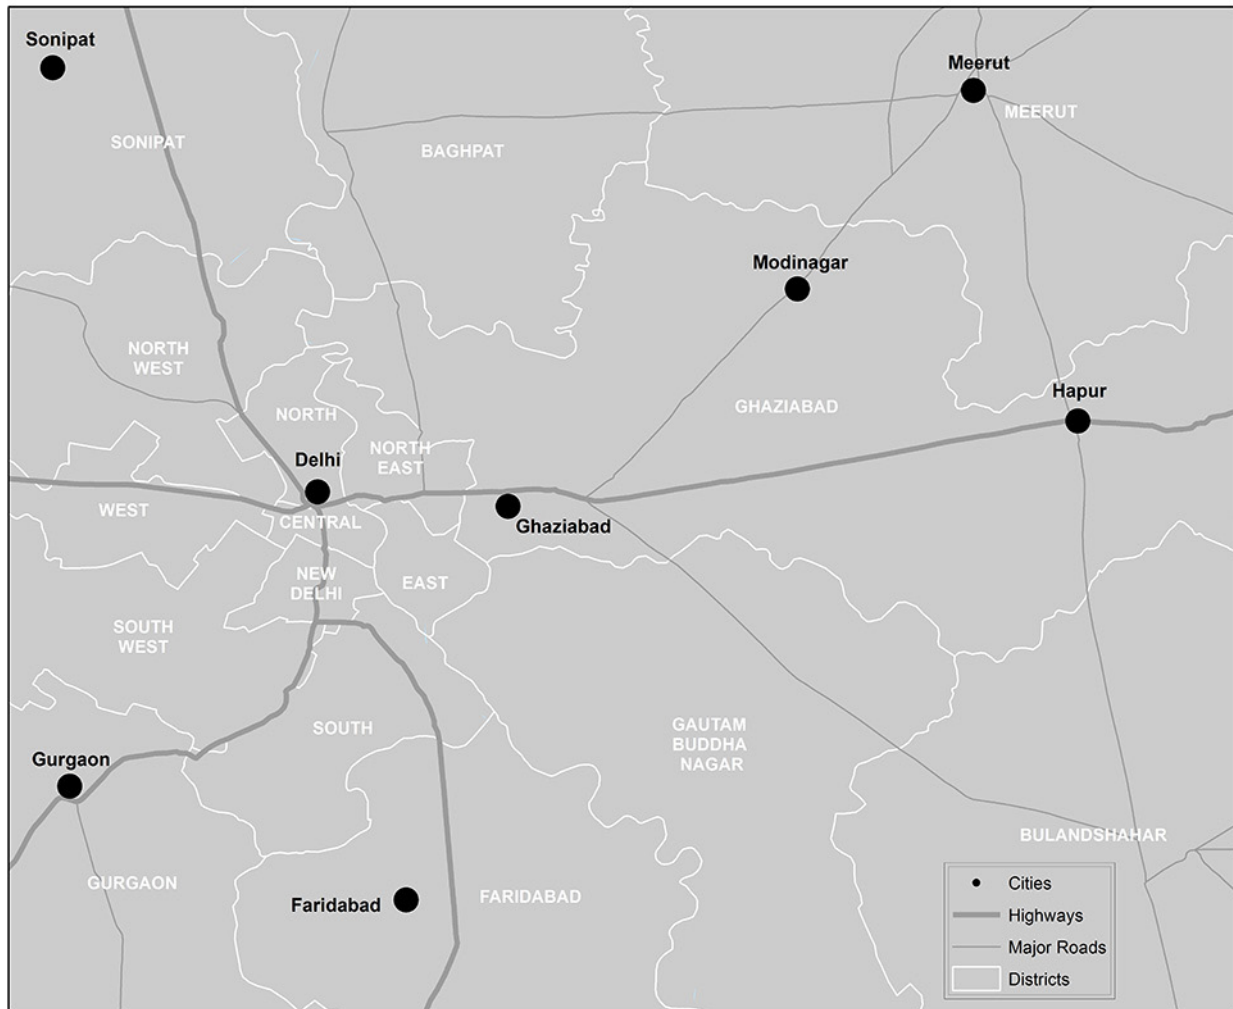 Sonipat
Meerut
MEERUT
SONIPAT
BAGHPAT
Modinagar
NORTH
WEST
Hapur
GHAZIABAD
NORTH
NORTH
EAST
Delhi
WEST
CENTRAL
Ghaziabad
NEW
DELHI
EAST
SOUTH
WEST
SOUTH
GAUTAM
BUDDHA
NAGAR
Gurgaon
BULANDSHAHAR
GURGAON
Faridabad
FARIDABAD
Cities
Highways
Major Roads
Districts